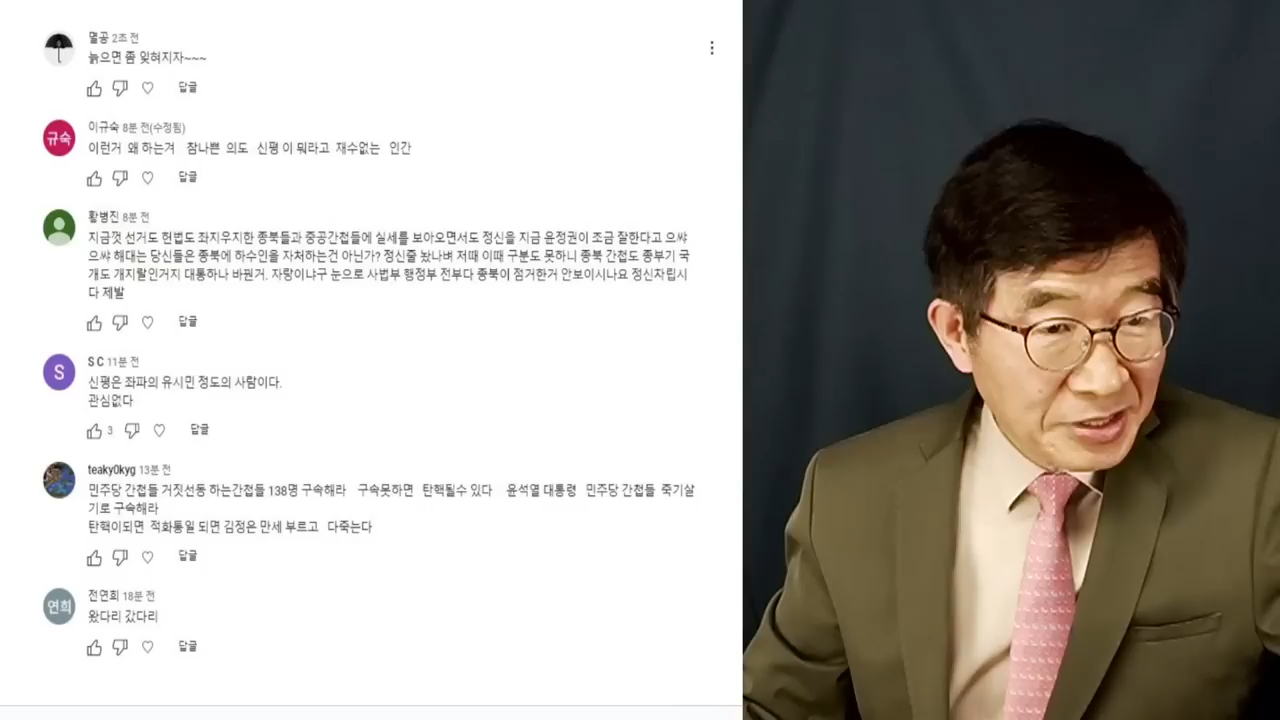 멸공 2초 전
늙으면 좀 잊혀지자~~~
답글
규숙
이규숙 8분 전(수정됨)
이런거 왜 하는겨 참나쁜 의도 신평 이 뭐라고 재수없는 인간
답글
황병진 8분 전
지금껏 선거도 헌법도 좌지우지한 종북들과 중공간첩들에 실세를 보아오면서도 정신을 지금 윤정권이 조금 잘한다고 으쌰
으쌰 해대는 당신들은 종북에 하수인을 자처하는건 아닌가? 정신줄 놨나벼 저때 이때 구분도 못하니 종북 간첩도 종부기 국
개도 개지랄인거지 대통하나 바뀐거. 자랑이냐구 눈으로 사법부 행정부 전부다 종북이 점거한거 안보이시나요 정신차립시
다 제발
답글
S
S C 11분 전
신평은 좌파의 유시민 정도의 사람이다.
관심없다
3
답글
teaky0kyg 13분 전
민주당 간첩들 거짓선동 하는간첩들 138명 구속해라 구속못하면 탄핵될수 있다 윤석열 대통령 민주당 간첩들 죽기살
기로 구속해라
탄핵이되면 적화통일 되면 김정은 만세 부르고 다죽는다
답글
연희
전연희 18분 전
왔다리 갔다리
답글